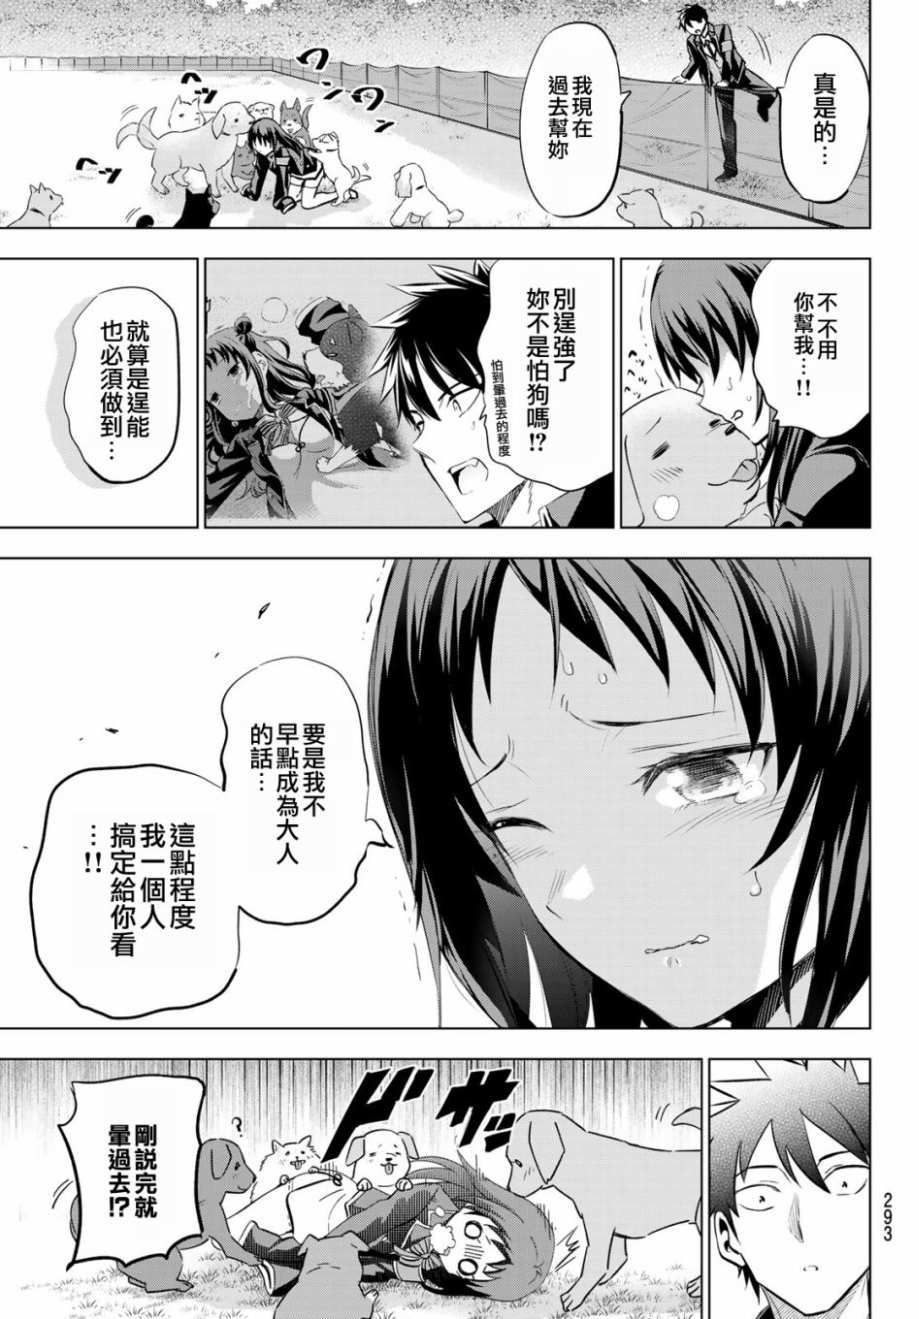 真是的…
我現在
過去幫妳
ワン
ワン
ワン
ワン
不 不用
你幫我…!!
別逞強了
妳不是怕狗嗎!?
怕到暈過去的程度
就算是逞能
也必須做到…
要是我不
早點成為大人
的話…
這點程度
我一個人
搞定給你看
…!!
ドサッ
?
剛說完就
暈過去!?
293